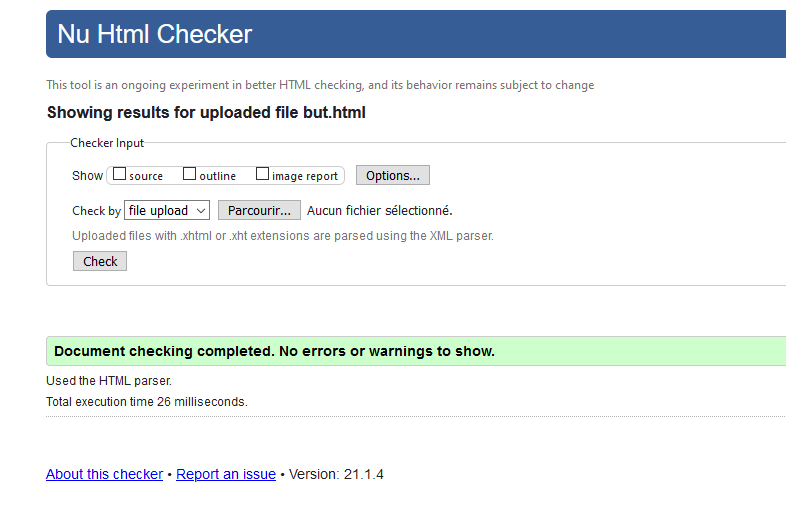 Nu Html Checker
This tool is an ongoing experiment in better HTML checking, and its behavior remains subject to change
Showing results for uploaded file but.html
Checker Input
Show source outline image report Options...
Check by file upload Parcourir... Aucun fichier sélectionné.
Uploaded files with .xhtml or .xht extensions are parsed using the XML parser.
Check
Document checking completed. No errors or warnings to show.
Used the HTML parser.
Total execution time 26 milliseconds.
About this checker • Report an issue • Version: 21.1.4